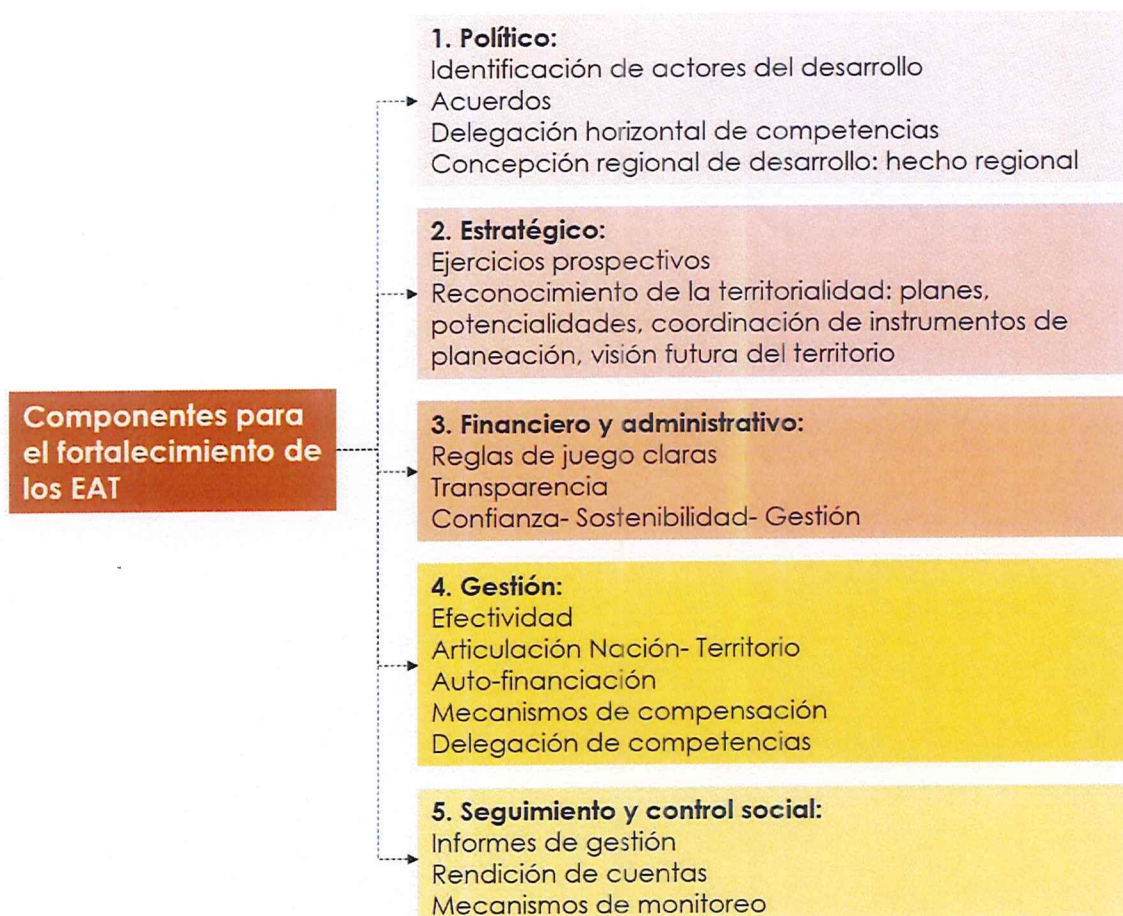 Componentes para
el fortalecimiento de
los EAT
1. Político:
Identificación de actores del desarrollo
Acuerdos
Delegación horizontal de competencias
Concepción regional de desarrollo: hecho regional
2. Estratégico:
Ejercicios prospectivos
Reconocimiento de la territorialidad: planes,
potencialidades, coordinación de instrumentos de
planeación, visión futura del territorio
3. Financiero y administrativo:
Reglas de juego claras
Transparencia
Confianza- Sostenibilidad- Gestión
4. Gestión:
Efectividad
Articulación Nación- Territorio
Auto-financiación
Mecanismos de compensación
Delegación de competencias
5. Seguimiento y control social:
Informes de gestión
Rendición de cuentas
Mecanismos de monitoreo